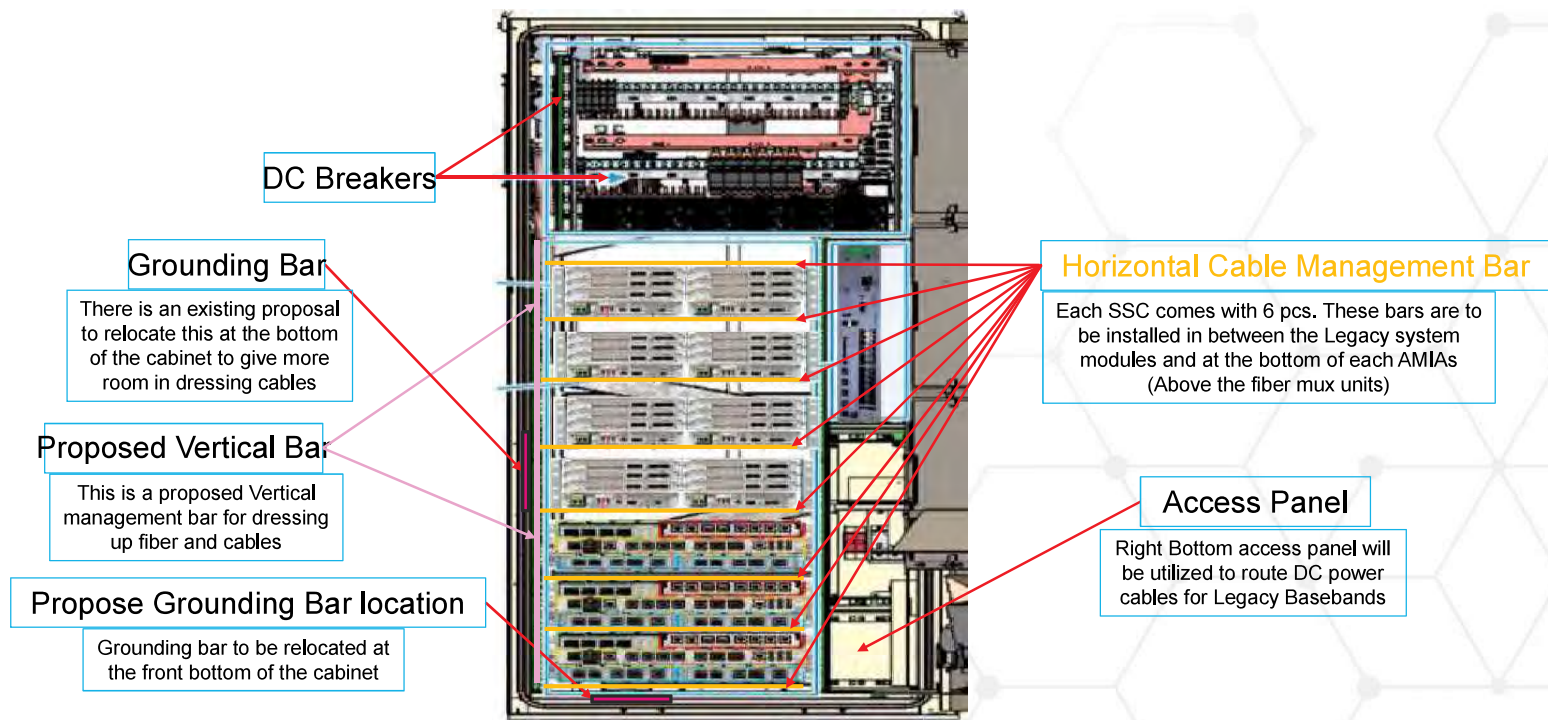 DC Breakers
Grounding Bar
There is an existing proposal
to relocate this at the bottom
of the cabinet to give more
room in dressing cables
Proposed Vertical Bar
This is a proposed Vertical
management bar for dressing
up fiber and cables
Propose Grounding Bar location
Grounding bar to be relocated at
the front bottom of the cabinet
Horizontal Cable Management Bar
Each SSC comes with 6 pcs. These bars are to
be installed in between the Legacy system
modules and at the bottom of each AMIAs
(Above the fiber mux units)
Access Panel
Right Bottom access panel will
be utilized to route DC power
cables for Legacy Basebands